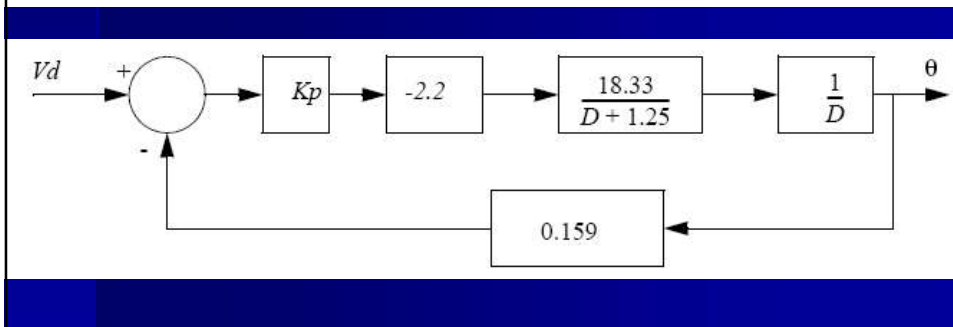 Vd
+
Kp
-2.2
18.33
D + 1.25
1
D
θ
-
0.159